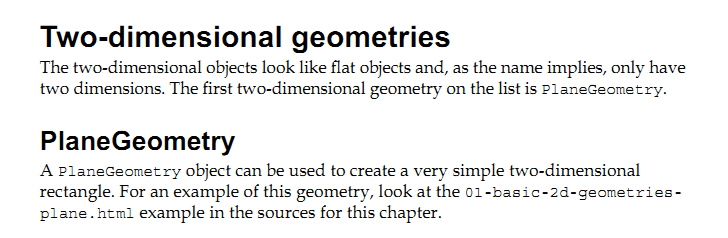 Two-dimensional geometries
The two-dimensional objects look like flat objects and, as the name implies, only have
two dimensions. The first two-dimensional geometry on the list is PlaneGeometry.
PlaneGeometry
A PlaneGeometry object can be used to create a very simple two-dimensional
rectangle. For an example of this geometry, look at the 01-basic-2d-geometries-
plane.html example in the sources for this chapter.